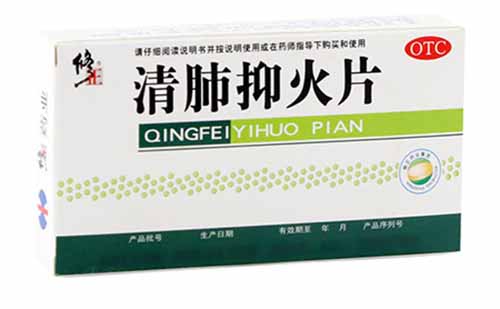 请仔细阅读说明书并按说明使用或在药师指导下购买和使用
OTC
修正
清肺抑火片
QINGFEIYIHUO PIAN
产品批号 生产日期 有效期至 年 月 产品序列号